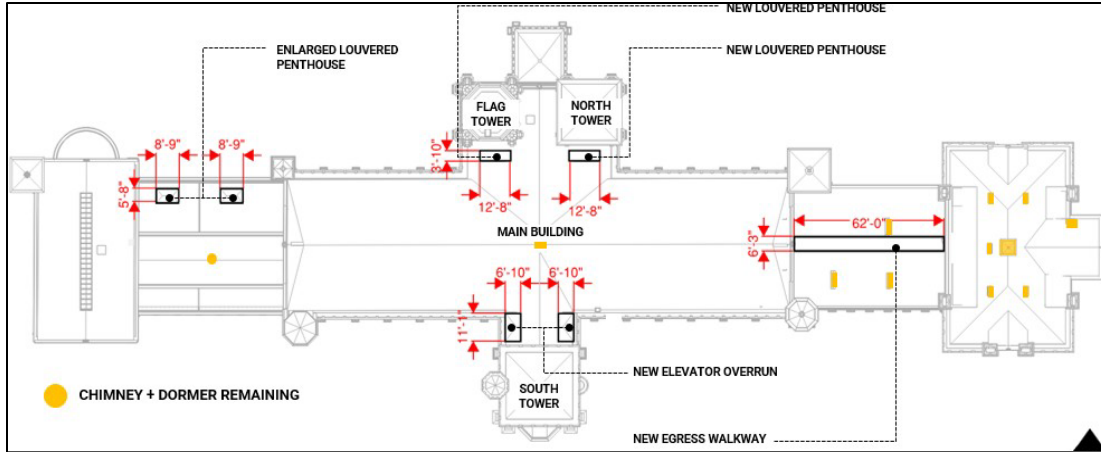 NEW LOUVERED PENTHOUSE
ENLARGED LOUVERED
PENTHOUSE
NEW LOUVERED PENTHOUSE
FLAG
TOWER
NORTH
TOWER
8'-9"
8'-9"
3'-10"
5'-8"
12'-8"
12'-8"
62'-0"
MAIN BUILDING
6'-3"
6'-10"
6'-10"
11'-1"
NEW ELEVATOR OVERRUN
SOUTH
TOWER
CHIMNEY + DORMER REMAINING
NEW EGRESS WALKWAY